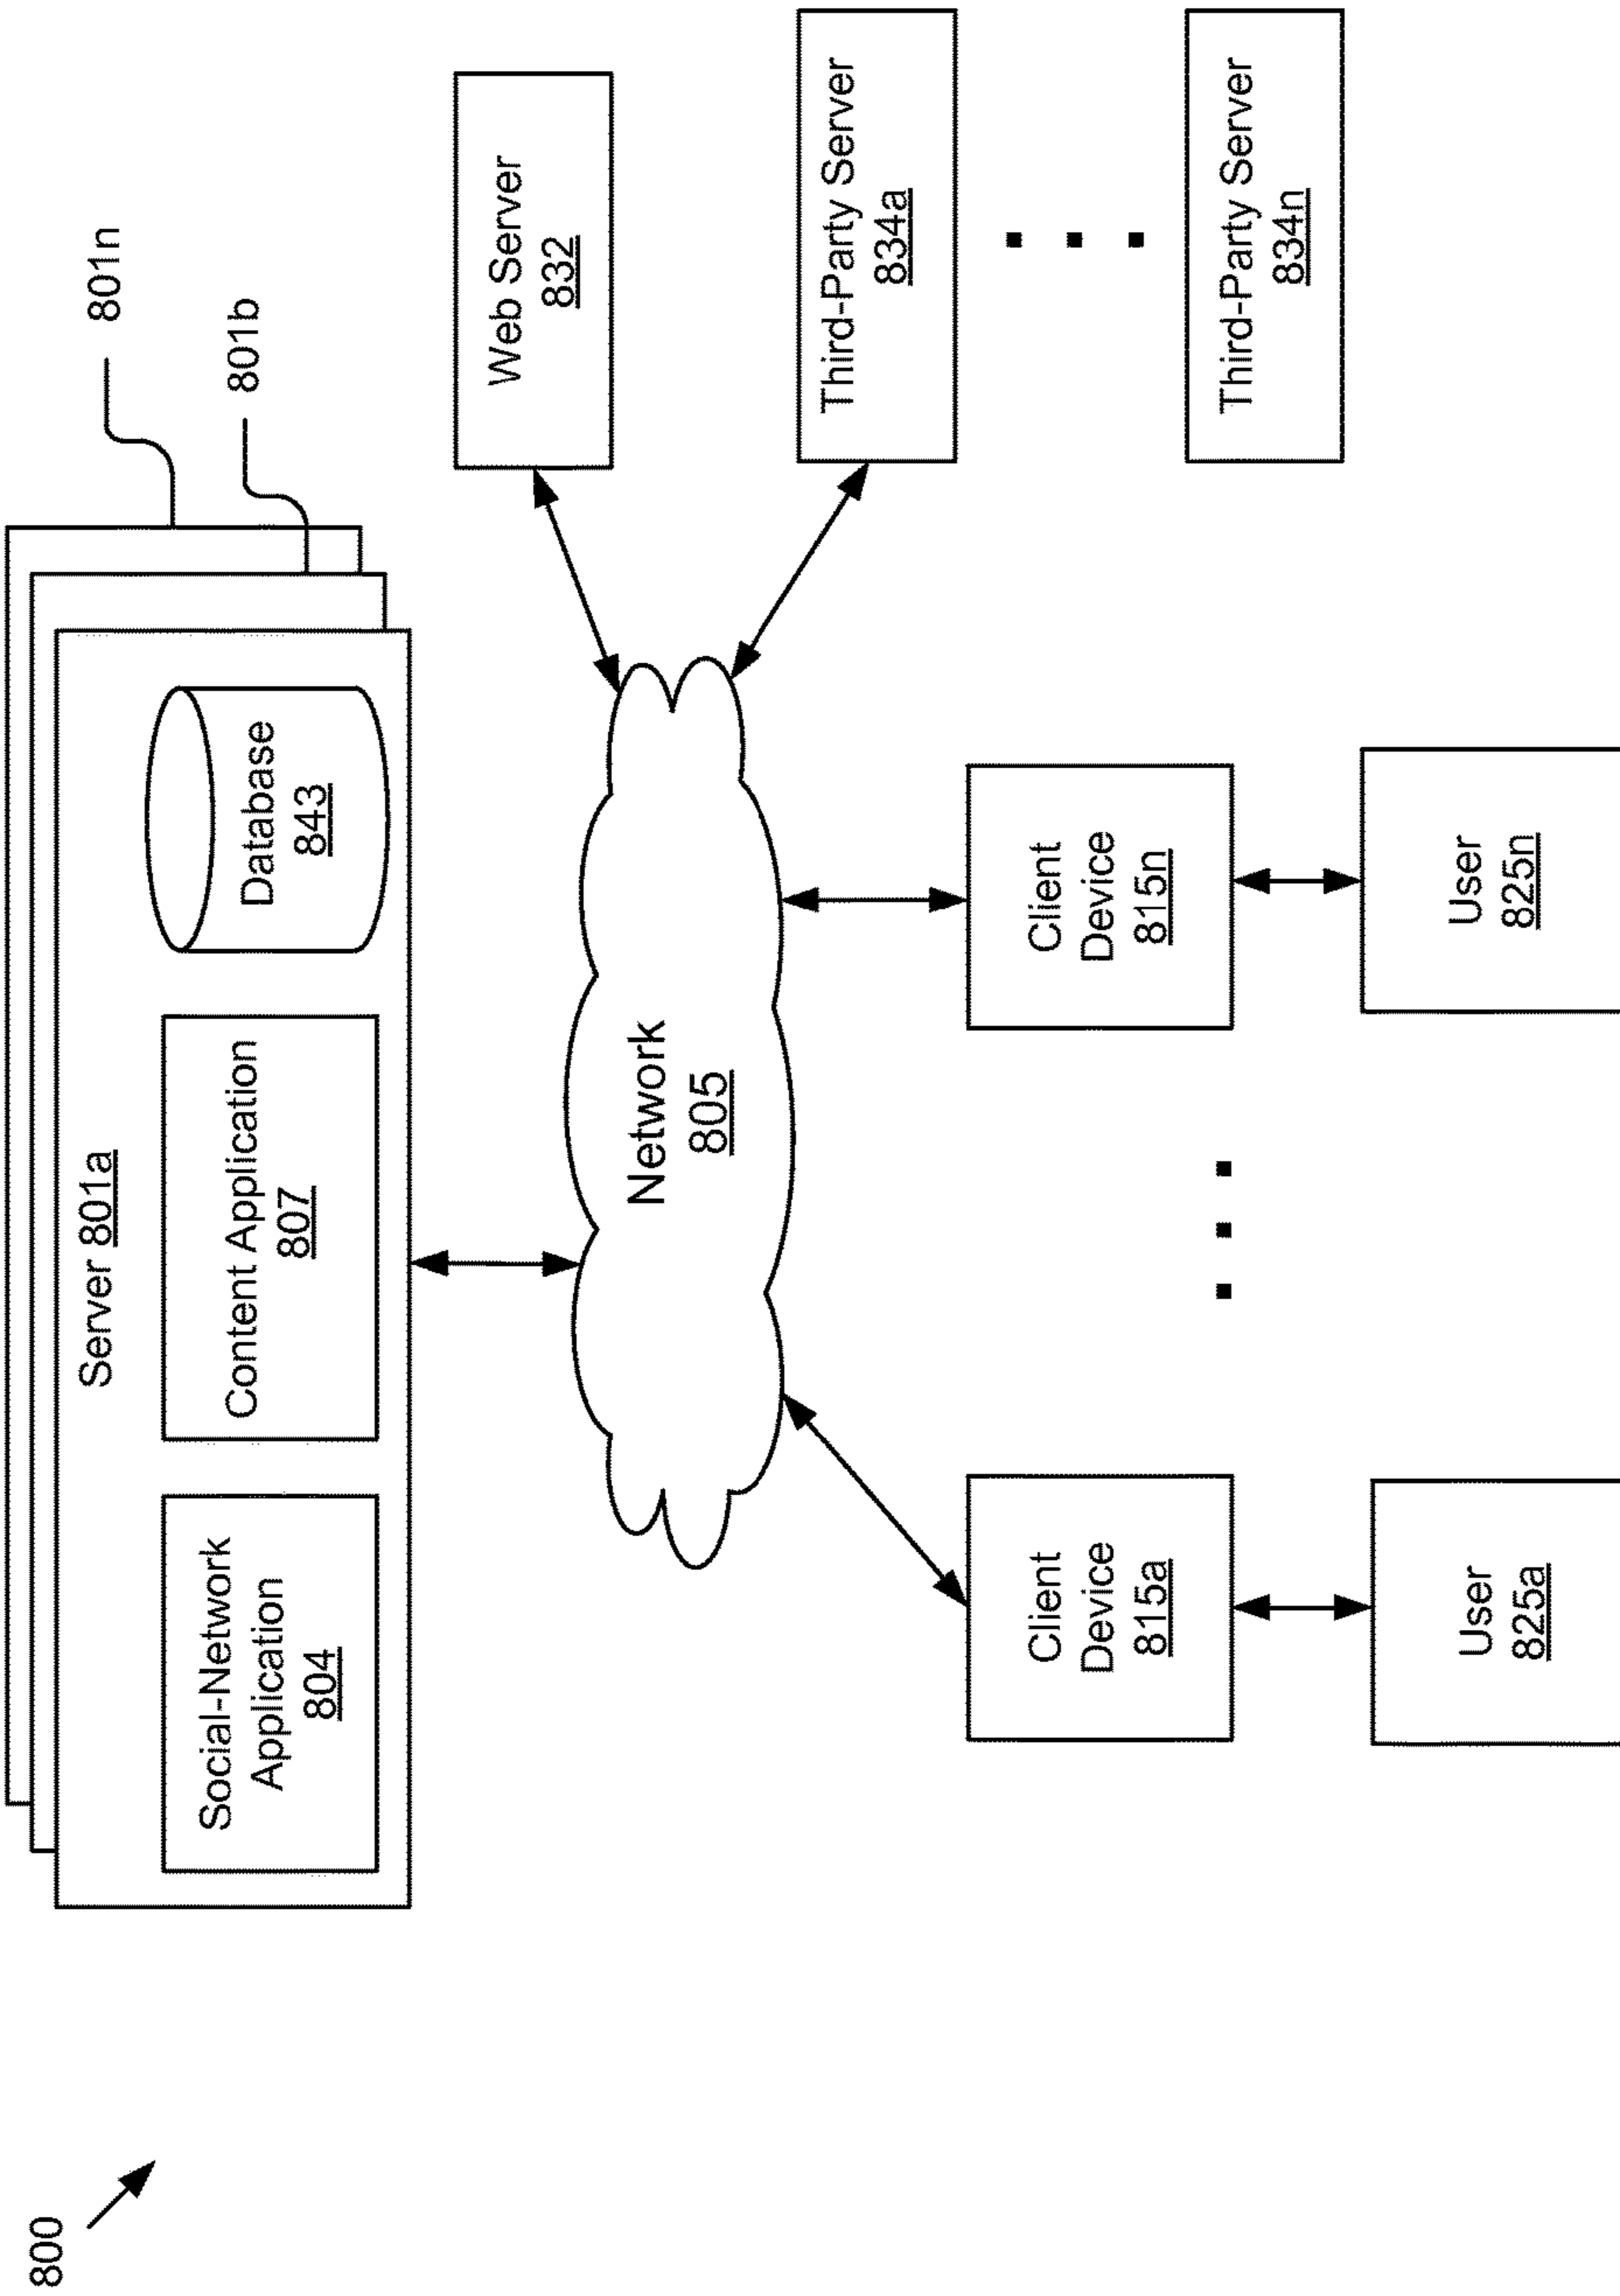 800
801n
801b
Server 801a
Social-Network
Application
804
Content Application
807
Database
843
Web Server
832
Network
805
Third-Party Server
834a
Third-Party Server
834n
Client
Device
815a
Client
Device
815n
User
825a
User
825n